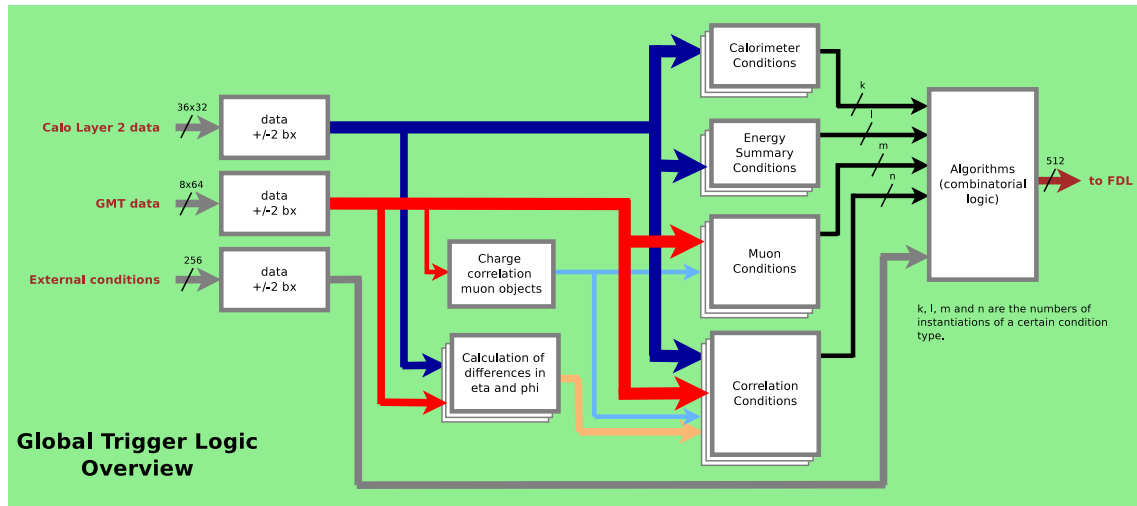 36x32
Calo Layer 2 data
data
+/-2 bx
8x64
GMT data
data
+/-2 bx
256
External conditions
data
+/-2 bx
Charge
correlation
muon objects
Calculation of
differences in
eta and phi
Calorimeter
Conditions
Energy
Summary
Conditions
Muon
Conditions
Correlation
Conditions
k
l
m
n
Algorithms
(combinatorial
logic)
512
to FDL
k, l, m and n are the numbers of
instantiations of a certain condition
type.
Global Trigger Logic
Overview